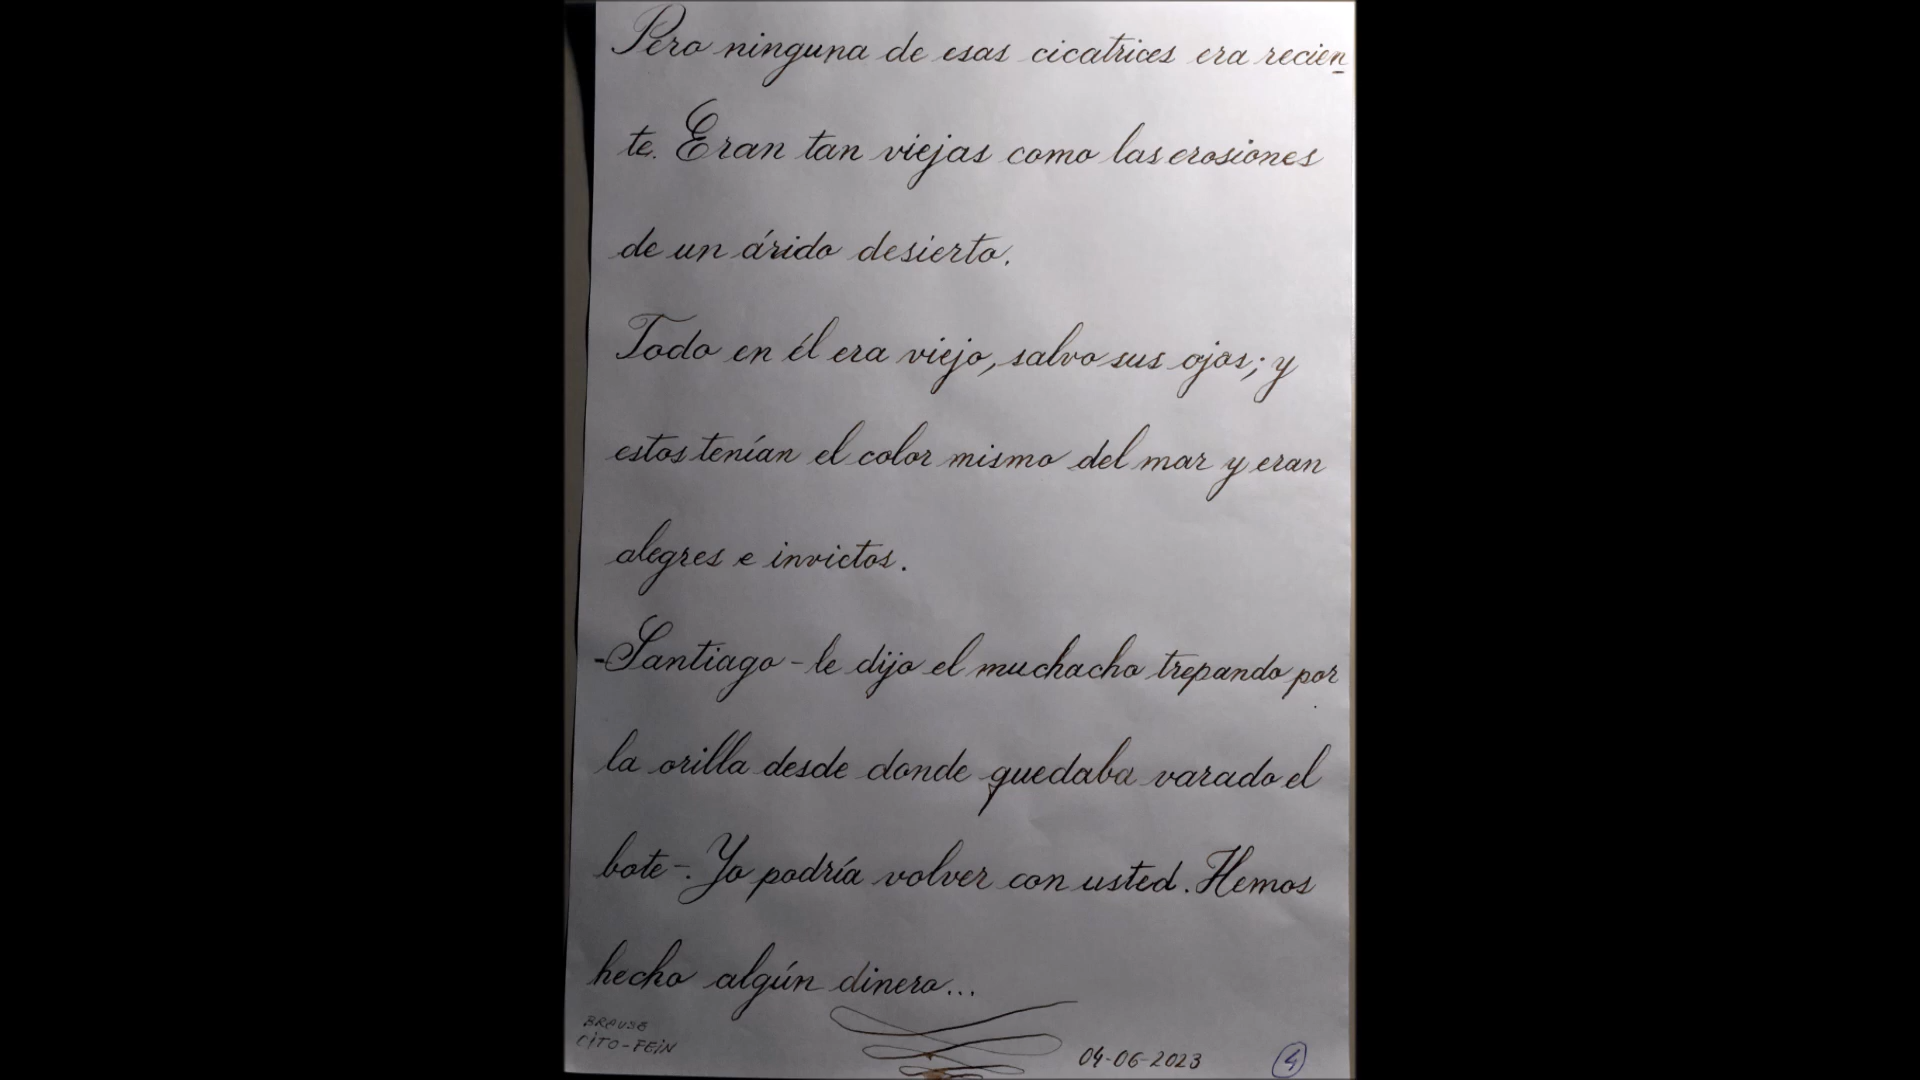 Pero ninguna de esas cicatrices era recien
te. Eran tan viejas como las erosiones
de un árido desierto.
Todo en él era viejo, salvo sus ojos; y
estos tenían el color mismo del mar y eran
alegres e invictos.
-Santiago - le dijo el muchacho trepando por
la orilla desde donde quedaba varado el
bote -. Yo podría volver con usted. Hemos
hecho algún dinero...
BRAUSE
CITO-FEIN
04-06-2023
4